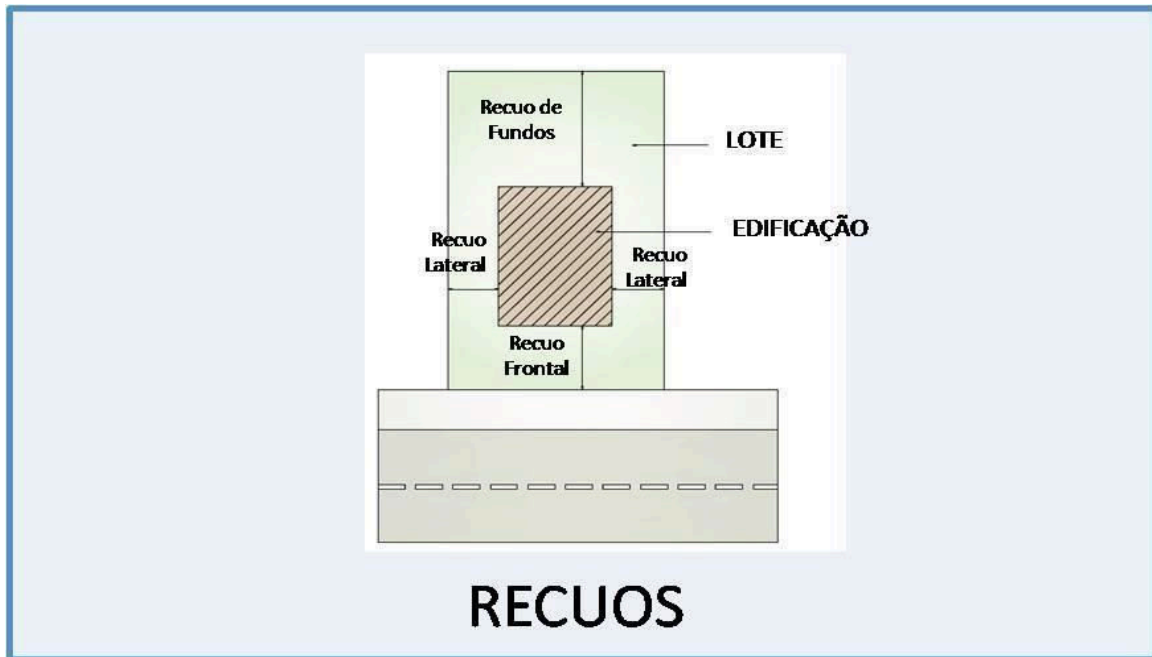 Recuo de
Fundos
LOTE
EDIFICAÇÃO
Recuo
Lateral
Recuo
Lateral
Recuo
Frontal
RECUOS